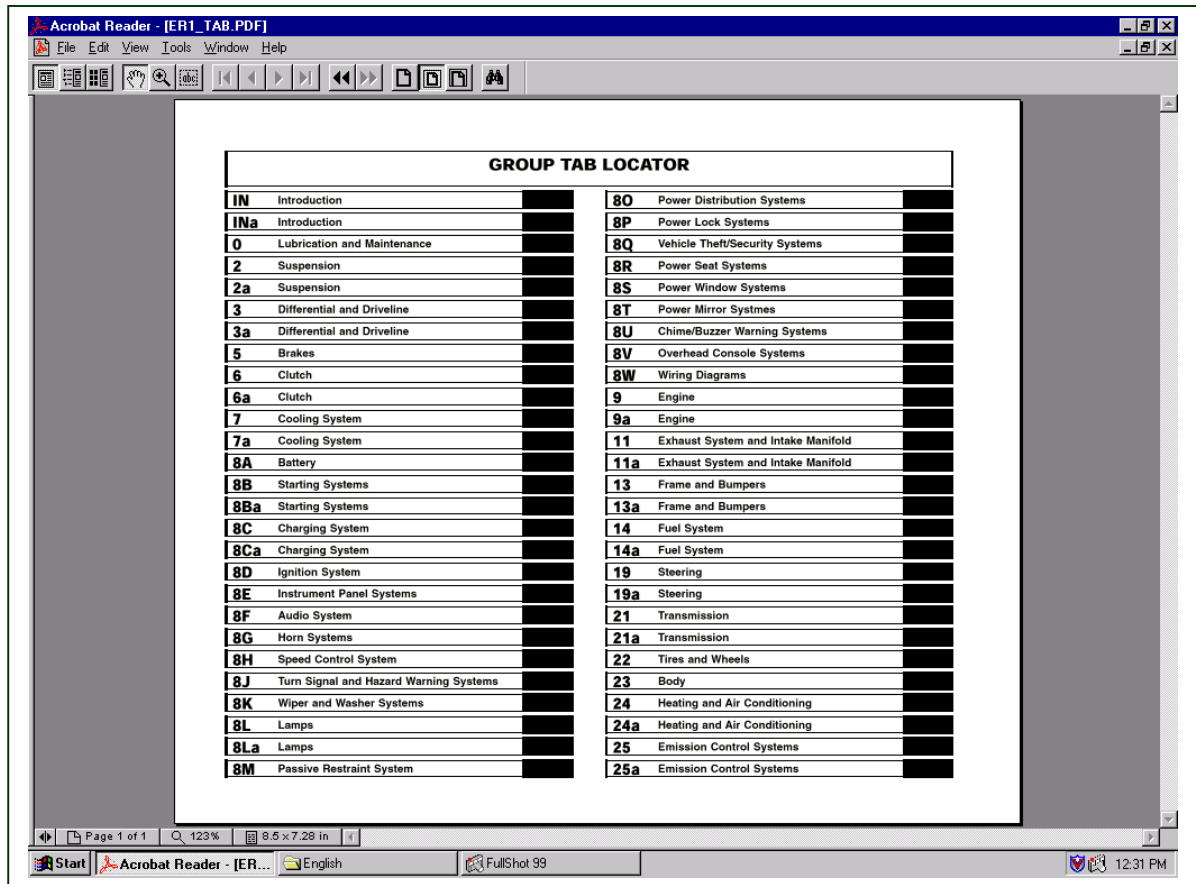 Acrobat Reader - [ER1_TAB.PDF]
File Edit View Tools Window Help
abc
GROUP TAB LOCATOR
IN Introduction
INa Introduction
0 Lubrication and Maintenance
2 Suspension
2a Suspension
3 Differential and Driveline
3a Differential and Driveline
5 Brakes
6 Clutch
6a Clutch
7 Cooling System
7a Cooling System
8A Battery
8B Starting Systems
8Ba Starting Systems
8C Charging System
8Ca Charging System
8D Ignition System
8E Instrument Panel Systems
8F Audio System
8G Horn Systems
8H Speed Control System
8J Turn Signal and Hazard Warning Systems
8K Wiper and Washer Systems
8L Lamps
8La Lamps
8M Passive Restraint System
8O Power Distribution Systems
8P Power Lock Systems
8Q Vehicle Theft/Security Systems
8R Power Seat Systems
8S Power Window Systems
8T Power Mirror Systmes
8U Chime/Buzzer Warning Systems
8V Overhead Console Systems
8W Wiring Diagrams
9 Engine
9a Engine
11 Exhaust System and Intake Manifold
11a Exhaust System and Intake Manifold
13 Frame and Bumpers
13a Frame and Bumpers
14 Fuel System
14a Fuel System
19 Steering
19a Steering
21 Transmission
21a Transmission
22 Tires and Wheels
23 Body
24 Heating and Air Conditioning
24a Heating and Air Conditioning
25 Emission Control Systems
25a Emission Control Systems
Page 1 of 1 123% 8.5 x 7.28 in
Start Acrobat Reader - [ER... English FullShot 99 12:31 PM